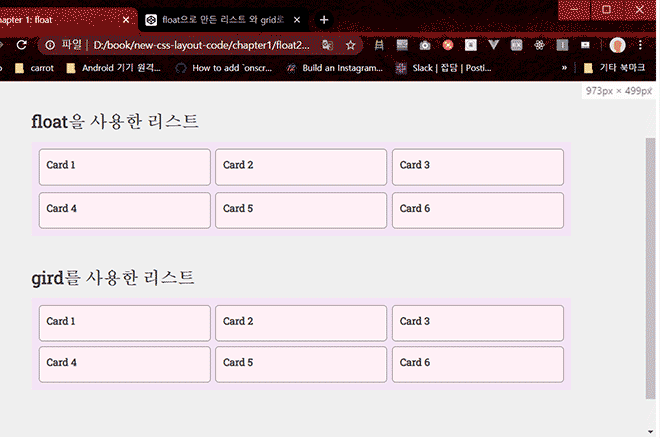 chapter 1: float
float으로 만든 리스트 와 grid로
파일 | D:/book/new-css-layout-code/chapter1/float2...
carrot
Android 기기 원격...
How to add `onscr...
Build an Instagram...
Slack | 잡담 | Postl...
»
기타 북마크
973px × 499px
float을 사용한 리스트
Card 1
Card 2
Card 3
Card 4
Card 5
Card 6
gird를 사용한 리스트
Card 1
Card 2
Card 3
Card 4
Card 5
Card 6